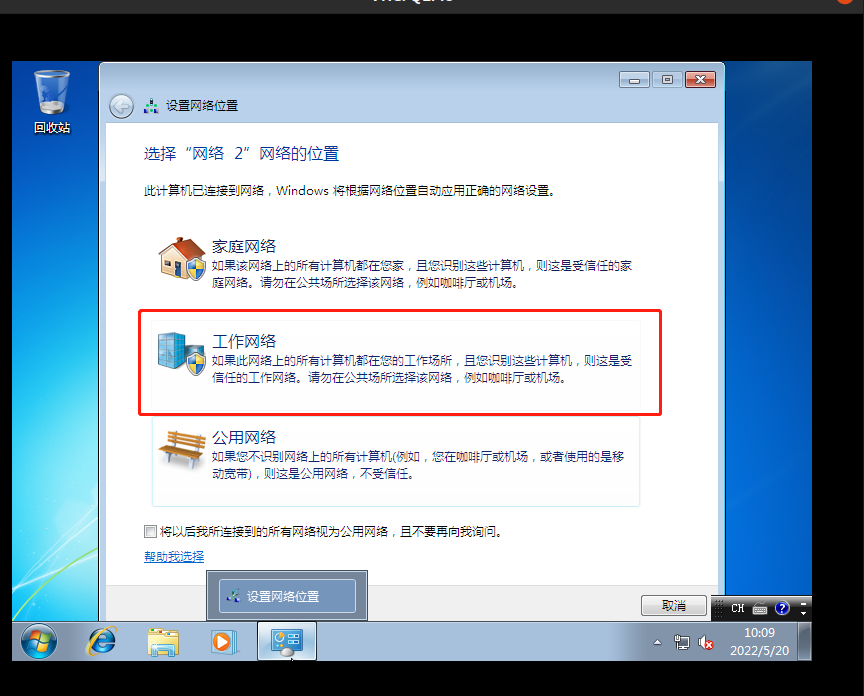 回收站
设置网络位置
选择“网络 2”网络的位置
此计算机已连接到网络，Windows 将根据网络位置自动应用正确的网络设置。
家庭网络
如果该网络上的所有计算机都在您家，且您识别这些计算机，则这是受信任的家
庭网络。请勿在公共场所选择该网络，例如咖啡厅或机场。
工作网络
如果此网络上的所有计算机都在您的工作场所，且您识别这些计算机，则这是受
信任的工作网络。请勿在公共场所选择该网络，例如咖啡厅或机场。
公用网络
如果您不识别网络上的所有计算机(例如，您在咖啡厅或机场，或者使用的是移
动宽带)，则这是公用网络，不受信任。
将以后我所连接到的所有网络视为公用网络，且不要再向我询问。
帮助我选择
设置网络位置
取消
CH
10:09
2022/5/20